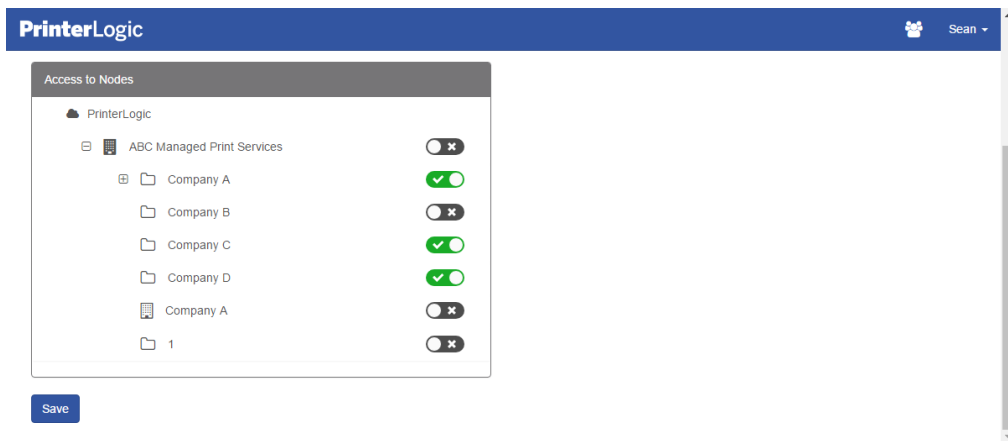 PrinterLogic
Sean
Access to Nodes
PrinterLogic
ABC Managed Print Services
Company A
Company B
Company C
Company D
Company A
1
Save